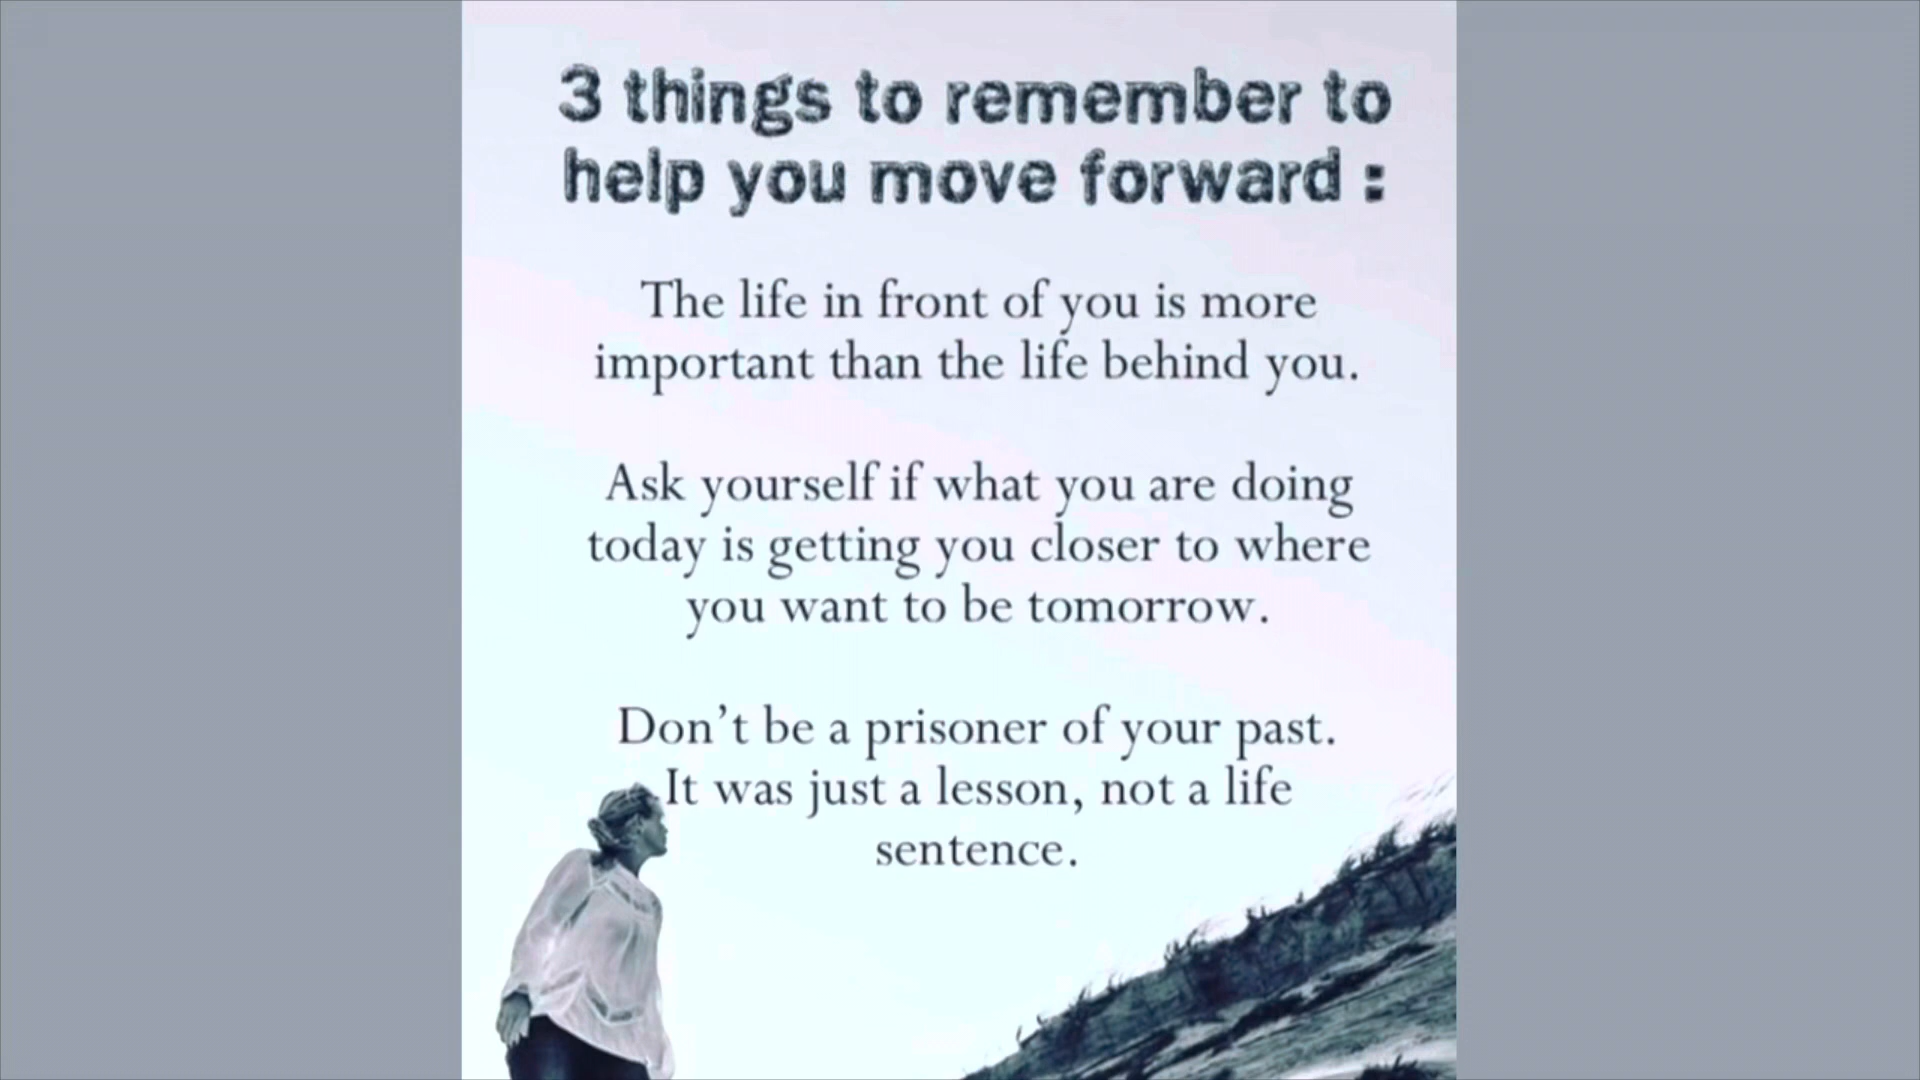 3 things to remember to
help you move forward :
The life in front of you is more
important than the life behind you.
Ask yourself if what you are doing
today is getting you closer to where
you want to be tomorrow.
Don't be a prisoner of your past.
It was just a lesson, not a life
sentence.